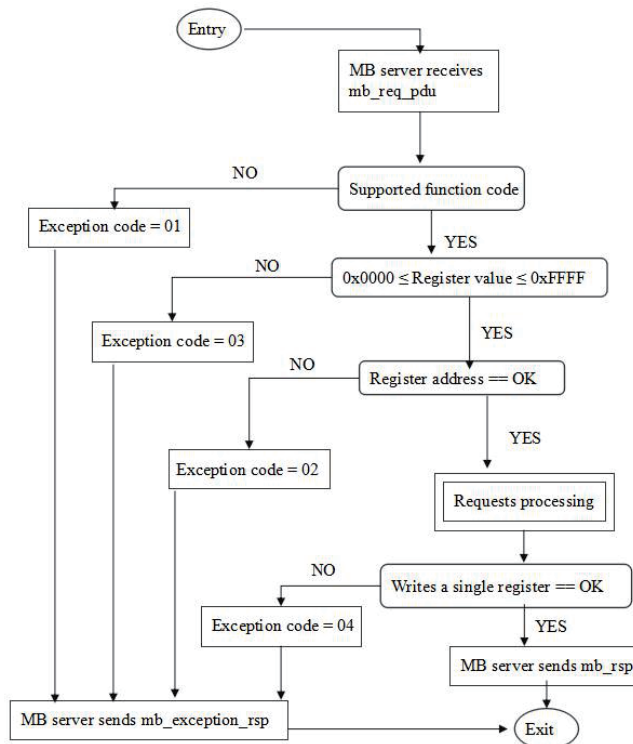 Entry
MB server receives
mb_req_pdu
NO
Supported function code
Exception code = 01
YES
NO
0x0000 ≤ Register value ≤ 0xFFFF
Exception code = 03
YES
NO
Register address == OK
Exception code = 02
YES
Requests processing
NO
Writes a single register == OK
Exception code = 04
YES
MB server sends mb_rsp
MB server sends mb_exception_rsp
Exit